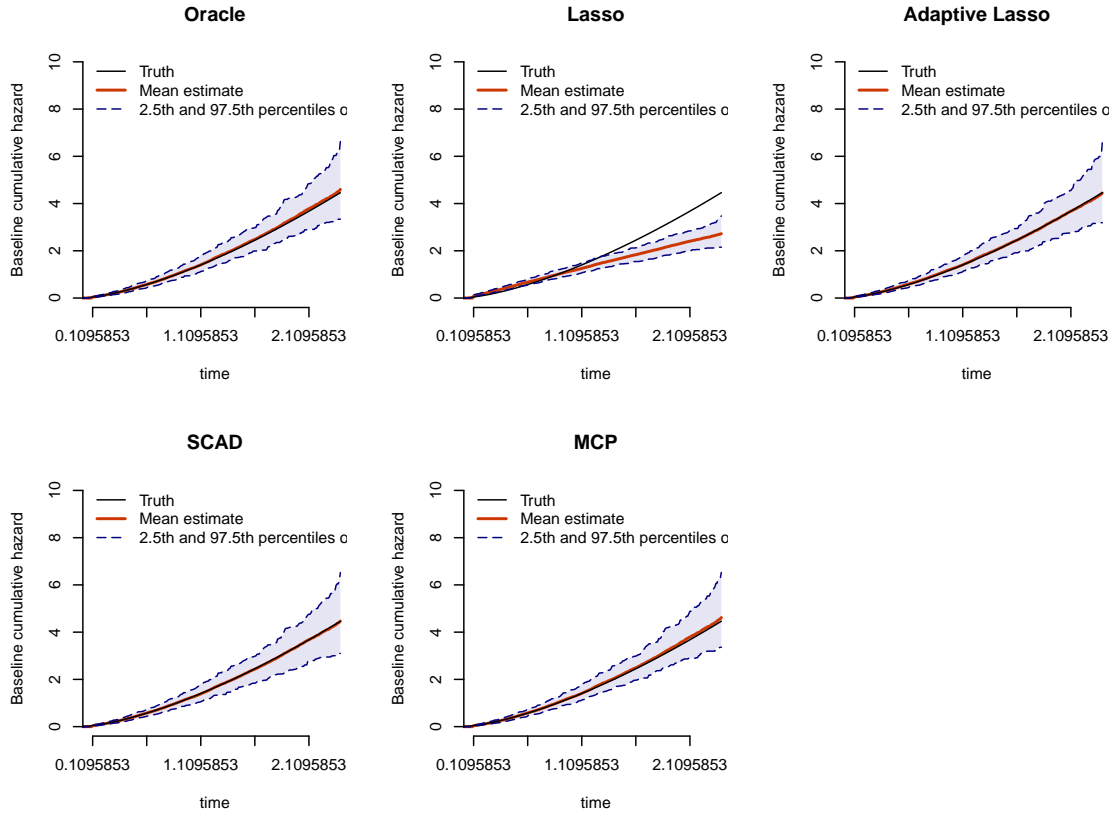 Oracle
Baseline cumulative hazard
10
8
6
4
2
0
Truth
Mean estimate
2.5th and 97.5th percentiles o
0.1095853
1.1095853
2.1095853
time
Lasso
Baseline cumulative hazard
10
8
6
4
2
0
Truth
Mean estimate
2.5th and 97.5th percentiles o
0.1095853
1.1095853
2.1095853
time
Adaptive Lasso
Baseline cumulative hazard
10
8
6
4
2
0
Truth
Mean estimate
2.5th and 97.5th percentiles o
0.1095853
1.1095853
2.1095853
time
SCAD
Baseline cumulative hazard
10
8
6
4
2
0
Truth
Mean estimate
2.5th and 97.5th percentiles o
0.1095853
1.1095853
2.1095853
time
MCP
Baseline cumulative hazard
10
8
6
4
2
0
Truth
Mean estimate
2.5th and 97.5th percentiles o
0.1095853
1.1095853
2.1095853
time